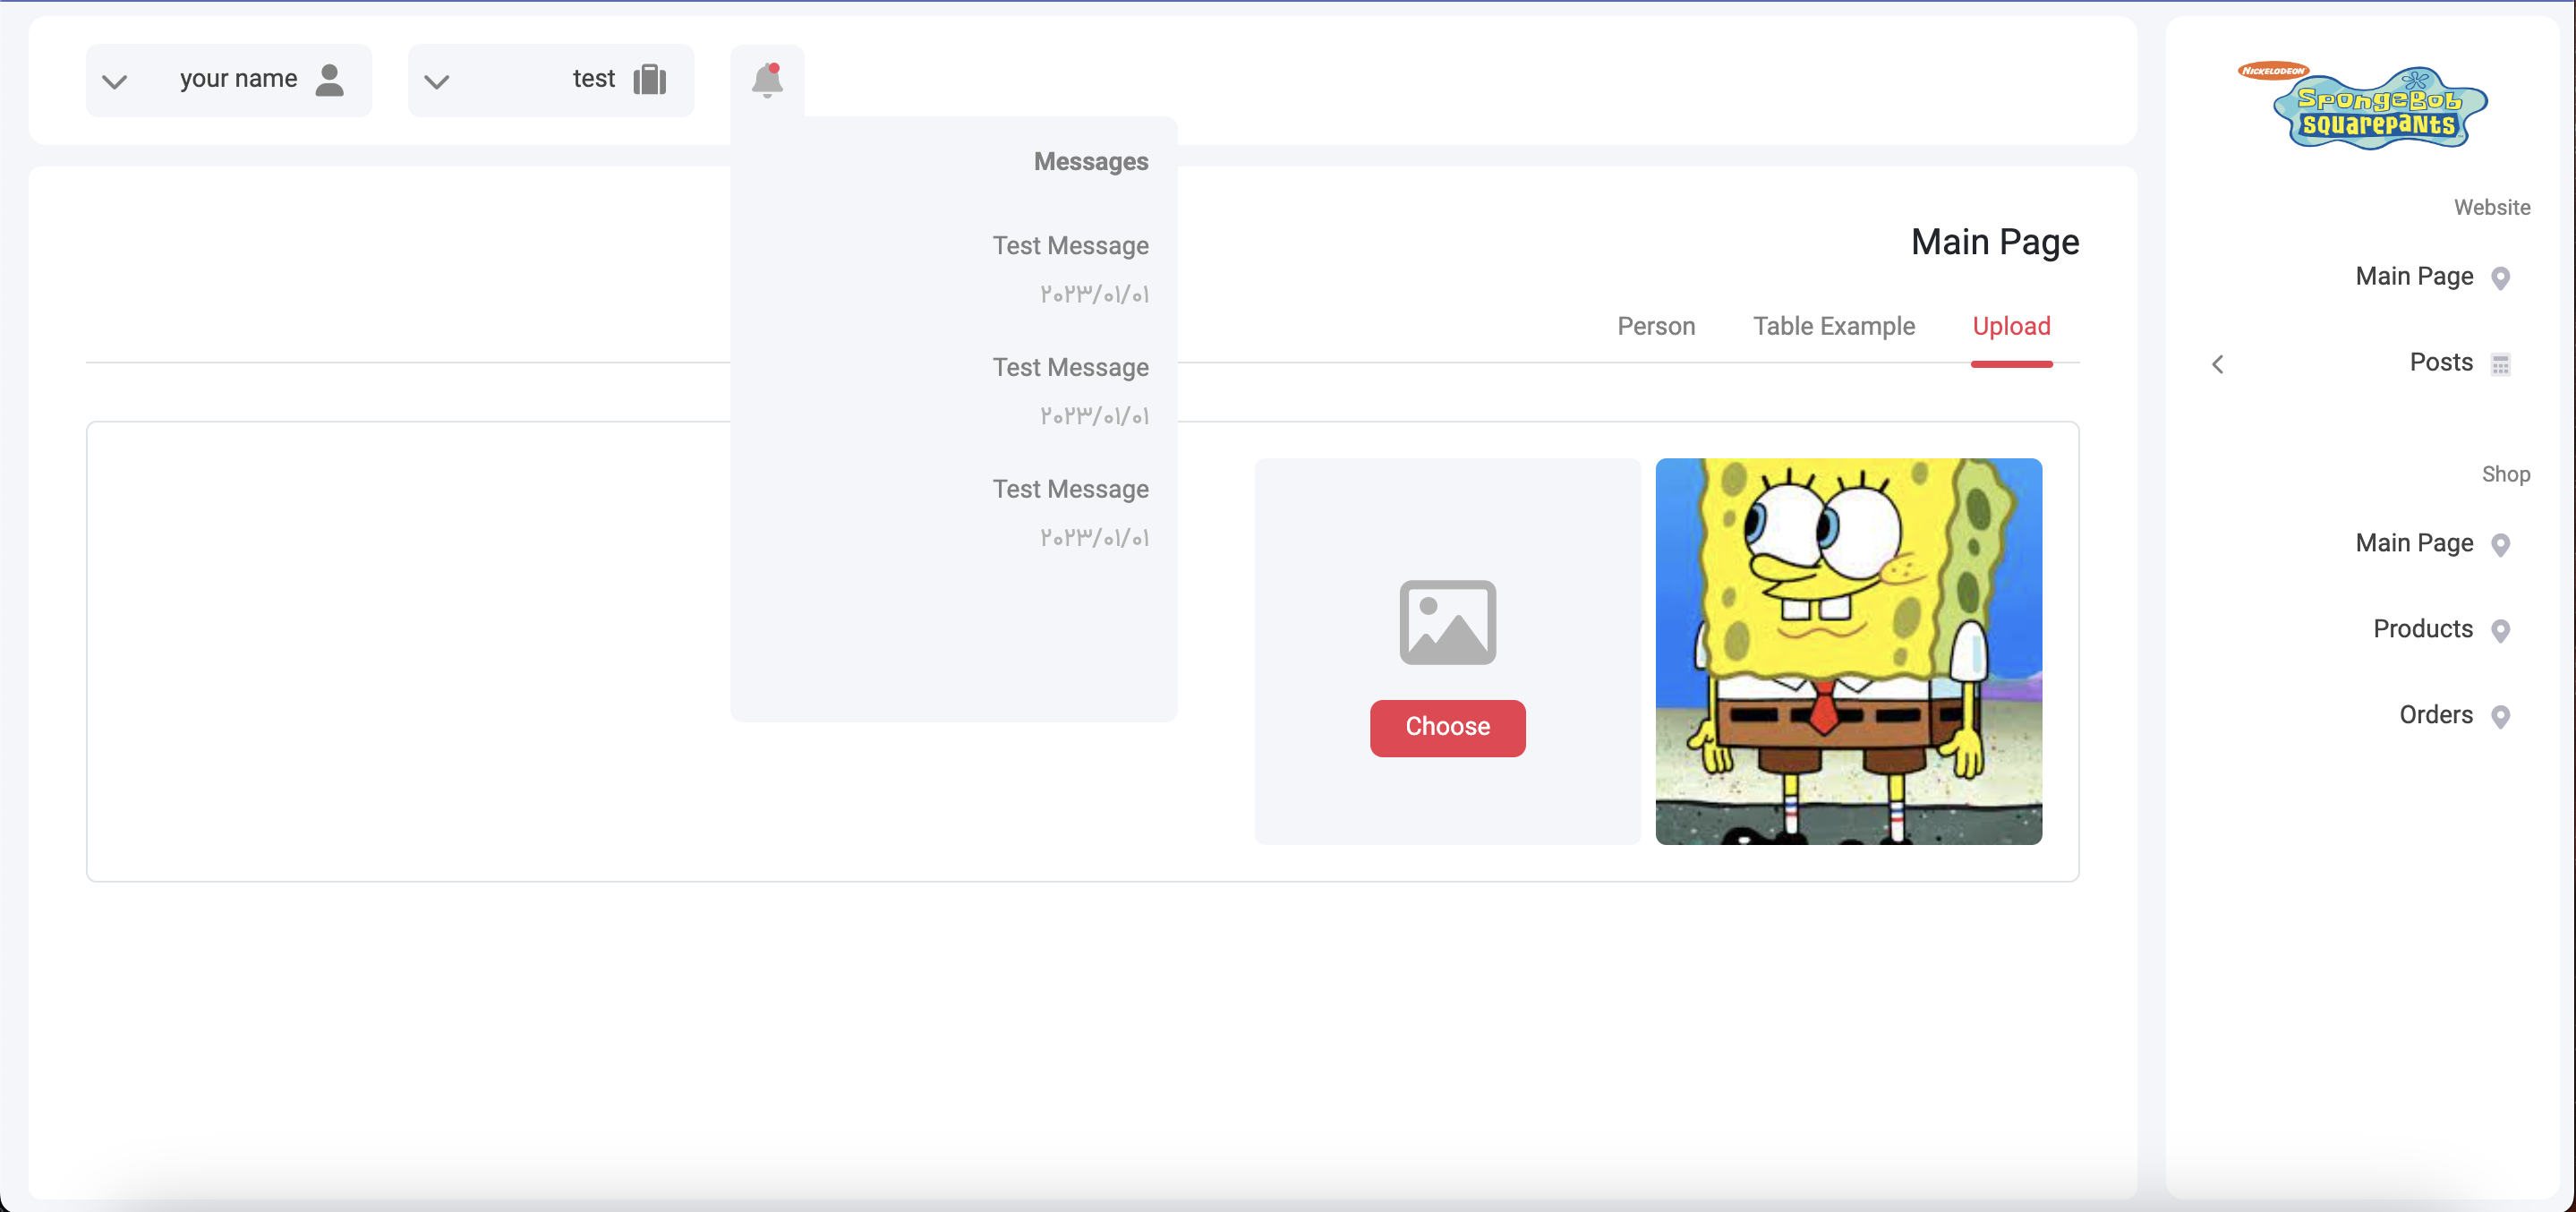 your name
test
Messages
Test Message
۲۰۲۳/۰۱/۰۱
Test Message
۲۰۲۳/۰۱/۰۱
Test Message
۲۰۲۳/۰۱/۰۱
Main Page
Upload
Table Example
Person
Choose
NICKELODEON
SpongeBob
SQUAREPANTS
Website
Main Page
Posts
Shop
Main Page
Products
Orders